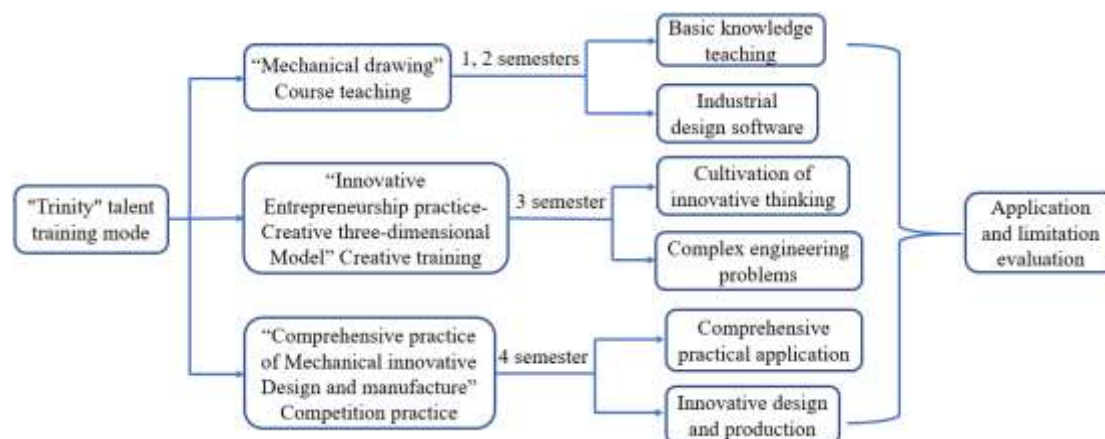 "Trinity" talent
training mode
“Mechanical drawing”
Course teaching
1, 2 semesters
Basic knowledge
teaching
Industrial
design software
“Innovative
Entrepreneurship practice-
Creative three-dimensional
Model” Creative training
3 semester
Cultivation of
innovative thinking
Complex engineering
problems
“Comprehensive practice
of Mechanical innovative
Design and manufacture”
Competition practice
4 semester
Comprehensive
practical application
Innovative design
and production
Application
and limitation
evaluation